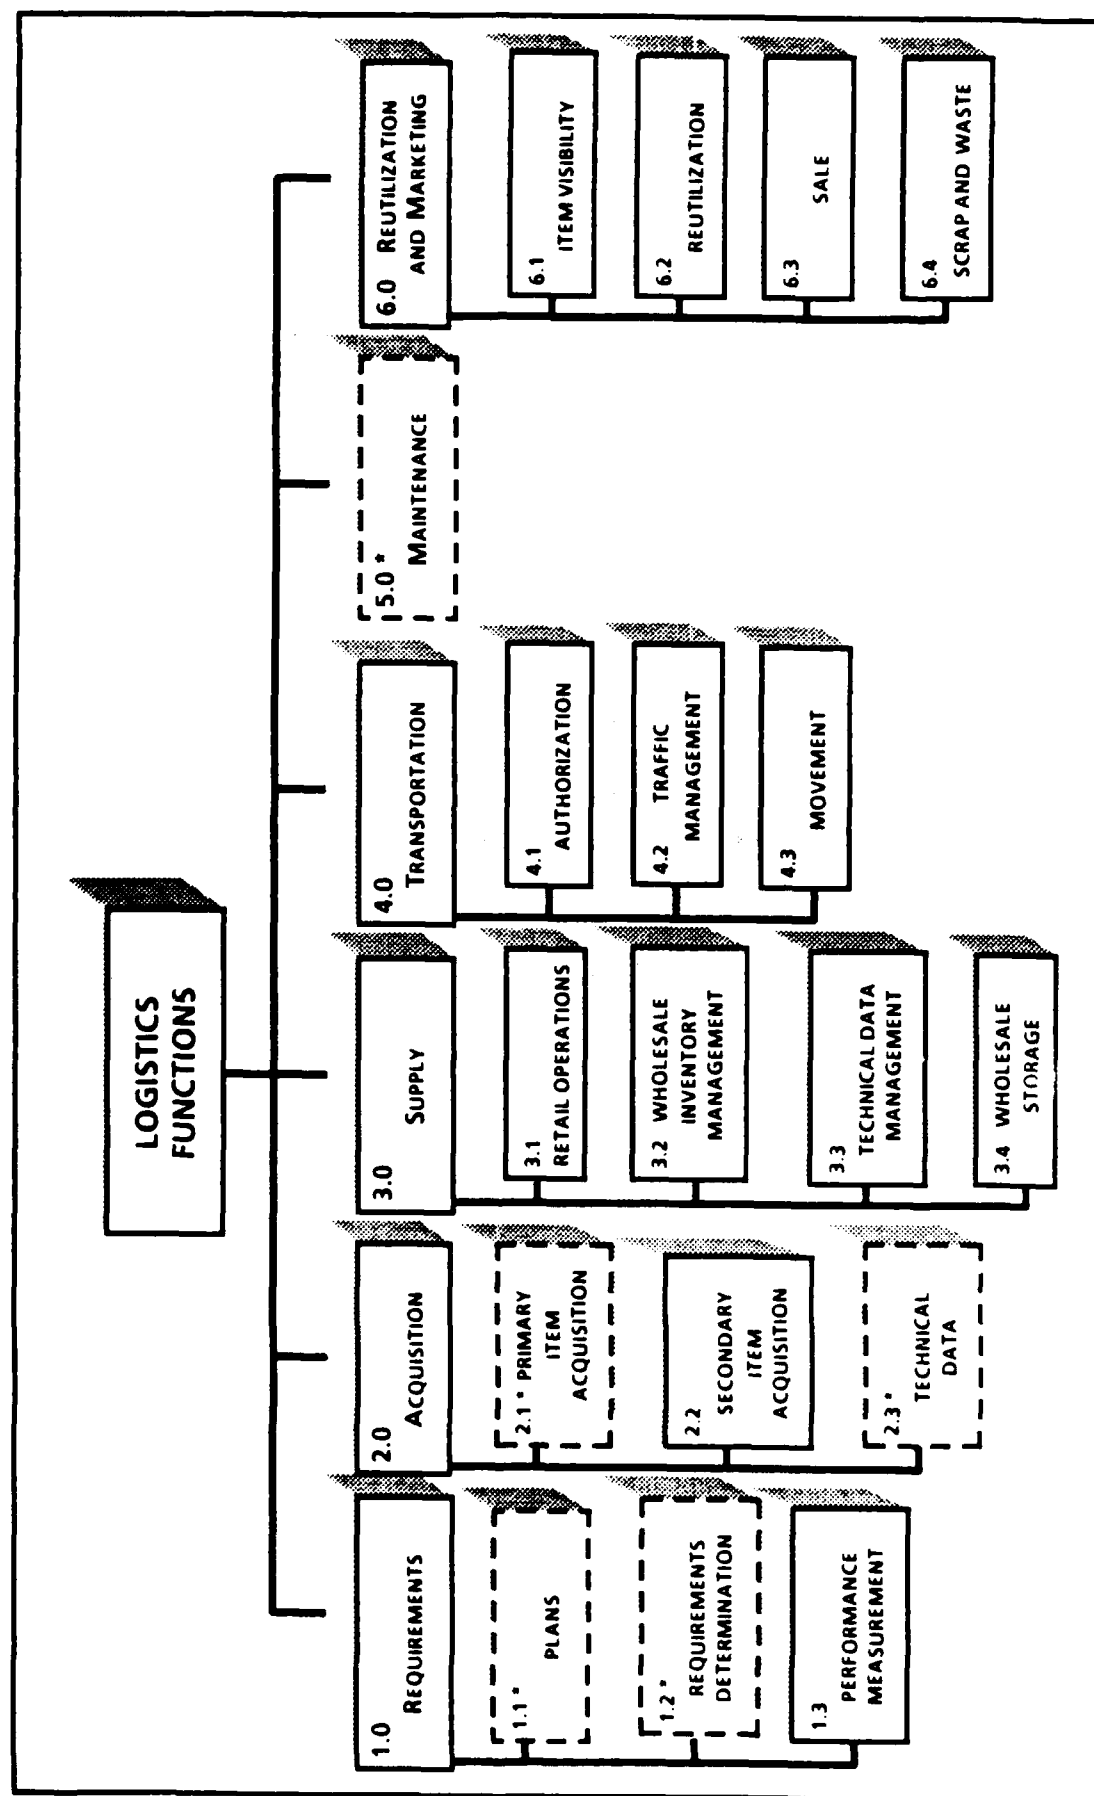 LOGISTICS
FUNCTIONS
1.0
REQUIREMENTS
1.1*
PLANS
1.2*
REQUIREMENTS
DETERMINATION
1.3
PERFORMANCE
MEASUREMENT
2.0
ACQUISITION
2.1* PRIMARY
ITEM
ACQUISITION
2.2
SECONDARY
ITEM
ACQUISITION
2.3*
TECHNICAL
DATA
3.0
SUPPLY
3.1
RETAIL OPERATIONS
3.2 WHOLESALE
INVENTORY
MANAGEMENT
3.3
TECHNICAL DATA
MANAGEMENT
3.4 WHOLESALE
STORAGE
4.0
TRANSPORTATION
4.1
AUTHORIZATION
4.2 TRAFFIC
MANAGEMENT
4.3
MOVEMENT
5.0*
MAINTENANCE
6.0 REUTILIZATION
AND MARKETING
6.1
ITEM VISIBILITY
6.2
REUTILIZATION
6.3
SALE
6.4
SCRAP AND WASTE